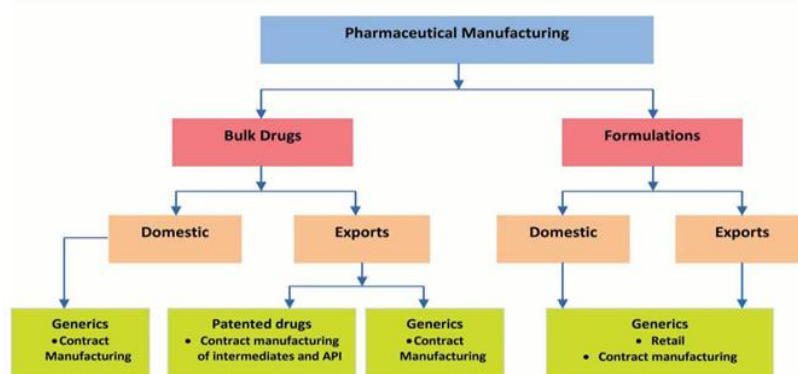 Pharmaceutical Manufacturing
Bulk Drugs
Formulations
Domestic
Exports
Domestic
Exports
Generics
•Contract
Manufacturing
Patented drugs
• Contract manufacturing
of intermediates and API
Generics
•Contract
Manufacturing
Generics
• Retail
• Contract manufacturing